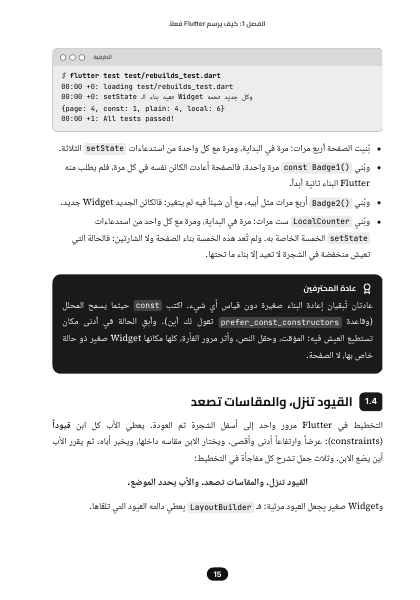 الفصل 1: كيف يرسم Flutter فعلاً
الطرفية
$ flutter test test/rebuilds_test.dart
00:00 +0: loading test/rebuilds_test.dart
00:00 +0: setState تعيد بناء الـ Widget وكل جديد تصنعه
{page: 4, const: 1, plain: 4, local: 6}
00:00 +1: All tests passed!
• بُنيت الصفحة أربع مرات: مرة في البداية، ومرة مع كل واحدة من استدعاءات setState الثلاثة.
• وبُني const Badge1() مرة واحدة. فالصفحة أعادت الكائن نفسه في كل مرة، فلم يطلب منه
Flutter البناء ثانية أبداً.
• وبُني Badge2() أربع مرات مثل أبيه، مع أن شيئاً فيه لم يتغير: فالكائن الجديد Widget جديد.
• وبُني LocalCounter ست مرات: مرة في البداية، ومرة مع كل واحد من استدعاءات
setState الخمسة الخاصة به. ولم تُعد هذه الخمسة بناء الصفحة ولا الشارتين: فالحالة التي
تعيش منخفضة في الشجرة لا تعيد إلا بناء ما تحتها.
عادة المحترفين
عادتان تُبقيان إعادة البناء صغيرة دون قياس أي شيء. اكتب const حيثما يسمح المحلل
(وقاعدة prefer_const_constructors تقول لك أين). وأبقِ الحالة في أدنى مكان
تستطيع العيش فيه: المؤقت، وحقل النص، وأثر مرور الفأرة، كلها مكانها Widget صغير ذو حالة
خاص بها، لا الصفحة.
1.4 القيود تنزل، والمقاسات تصعد
التخطيط في Flutter مرور واحد إلى أسفل الشجرة ثم العودة. يعطي الأب كل ابن قيوداً
(constraints): عرضاً وارتفاعاً أدنى وأقصى. ويختار الابن مقاسه داخلها، ويخبر أباه. ثم يقرر الأب
أين يضع الابن. وثلاث جمل تشرح كل مفاجأة في التخطيط:
القيود تنزل. والمقاسات تصعد. والأب يحدد الموضع.
وWidget صغير يجعل القيود مرئية: فـ LayoutBuilder يعطي دالته القيود التي تلقاها.
15